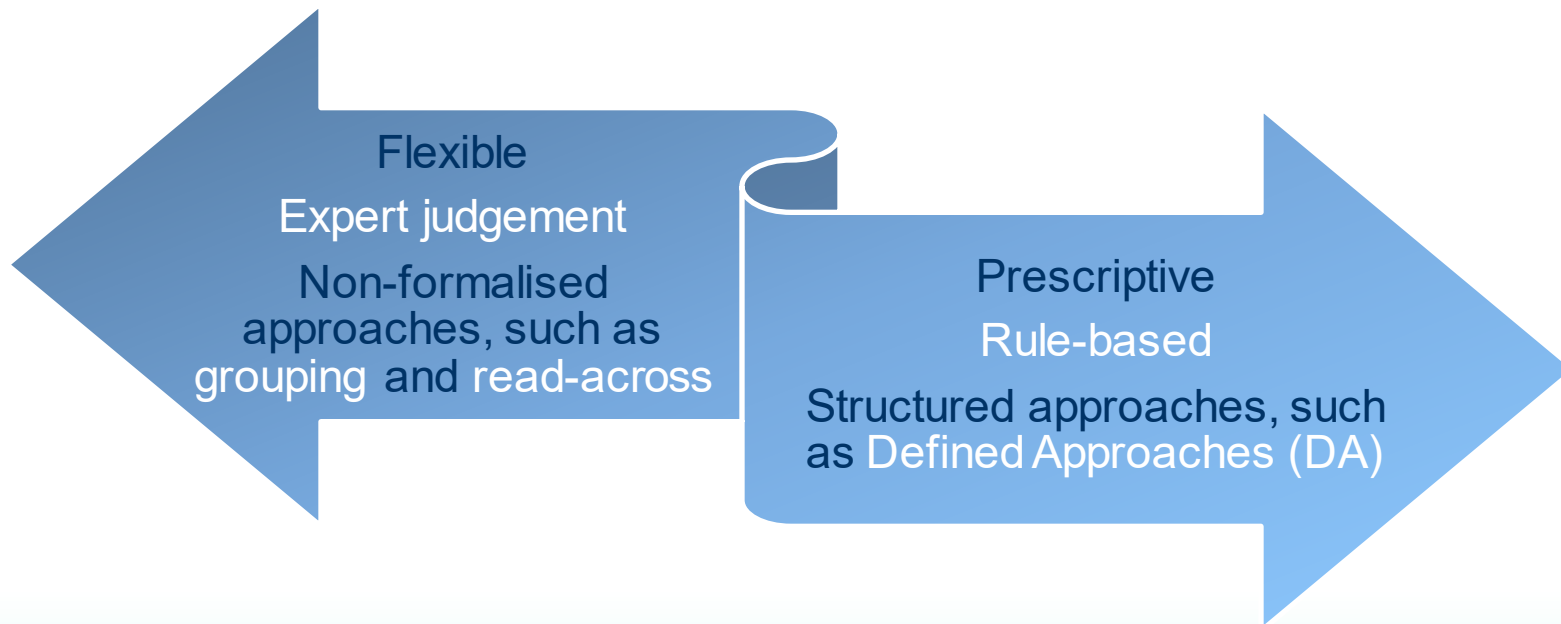 Flexible
Expert judgement
Non-formalised
approaches, such as
grouping and read-across
Prescriptive
Rule-based
Structured approaches, such
as Defined Approaches (DA)